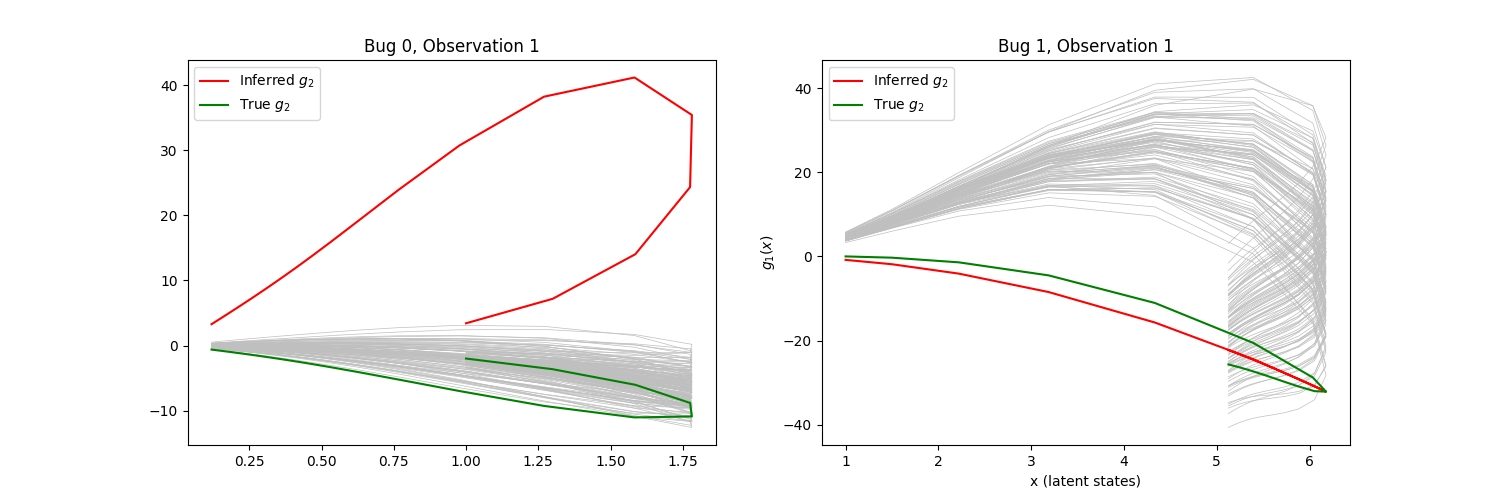 Bug 0, Observation 1
Inferred g₂
True g₂
40
30
20
10
0
−10
0.25 0.50 0.75 1.00 1.25 1.50 1.75
Bug 1, Observation 1
Inferred g₂
True g₂
g₁(x)
40
20
0
−20
−40
1 2 3 4 5 6
x (latent states)